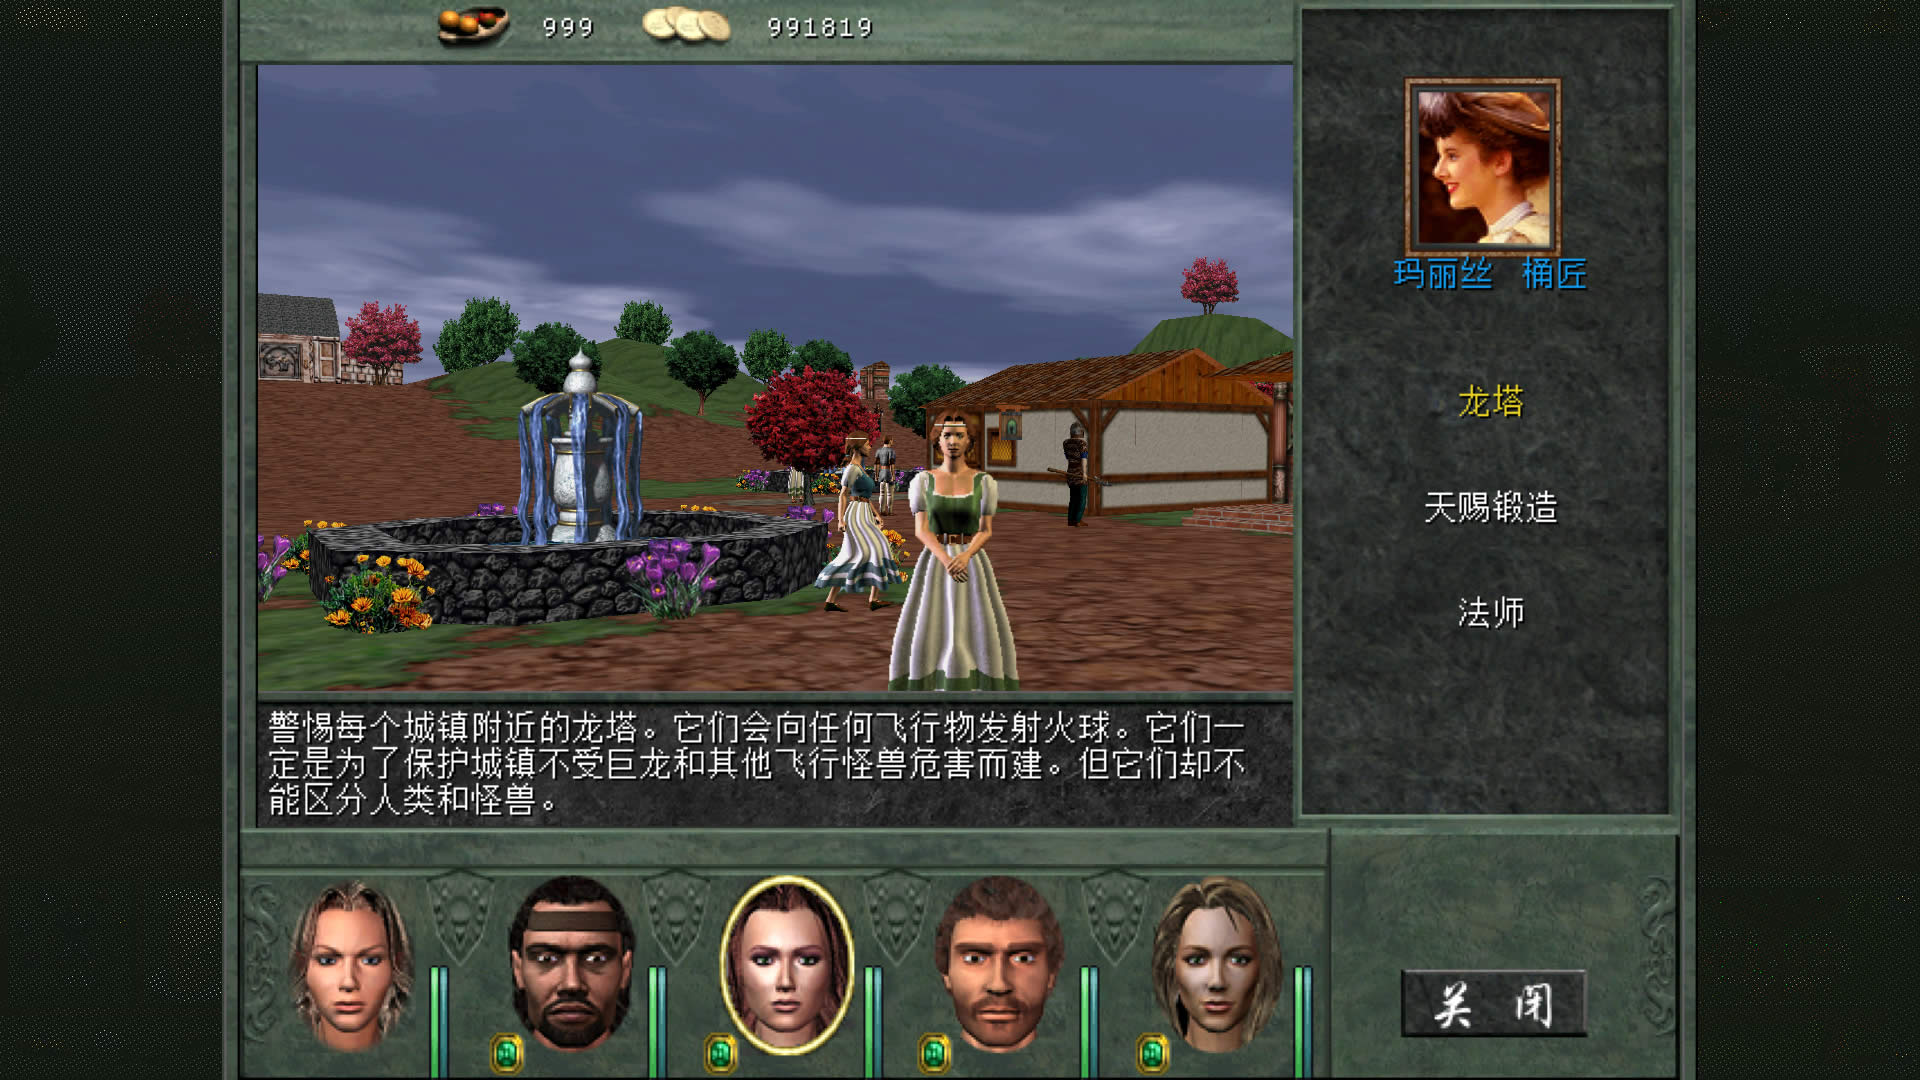 999 991819
玛丽丝 桶匠
龙塔
天赐锻造
法师
警惕每个城镇附近的龙塔。它们会向任何飞行物发射火球。它们一
定是为了保护城镇不受巨龙和其他飞行怪兽危害而建。但它们却不
能区分人类和怪兽。
关 闭